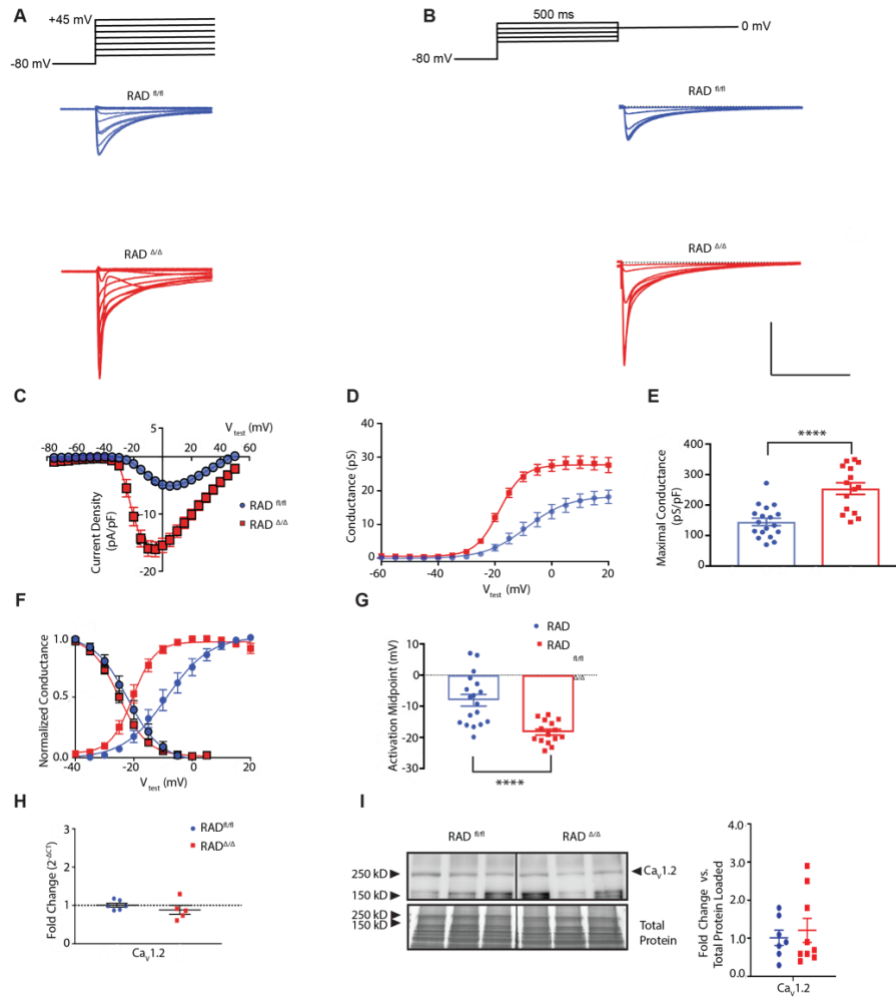 A
+45 mV
-80 mV
RAD fl/fl
RAD Δ/Δ
B
500 ms
0 mV
-80 mV
RAD fl/fl
RAD Δ/Δ
C
5
Vtest (mV)
-80 -60 -40 -20 20 40 60
Current Density
(pA/pF)
-10
-20
RAD fl/fl
RAD Δ/Δ
D
40
30
20
10
0
Conductance (pS)
-60 -40 -20 0 20
Vtest (mV)
E
****
400
300
200
100
0
Maximal Conductance
(pS/pF)
F
1.0
0.5
0.0
Normalized Conductance
-40 -20 0 20
Vtest (mV)
G
RAD
RAD
fl/fl
Δ/Δ
10
0
-10
-20
-30
Activation Midpoint (mV)
****
H
RADfl/fl
RADΔ/Δ
3
2
1
0
Fold Change (2-ΔCT)
CaV1.2
I
RAD fl/fl
RAD Δ/Δ
250 kD
150 kD
CaV1.2
250 kD
150 kD
Total
Protein
4.0
3.0
2.0
1.0
0.0
Fold Change vs.
Total Protein Loaded
CaV1.2